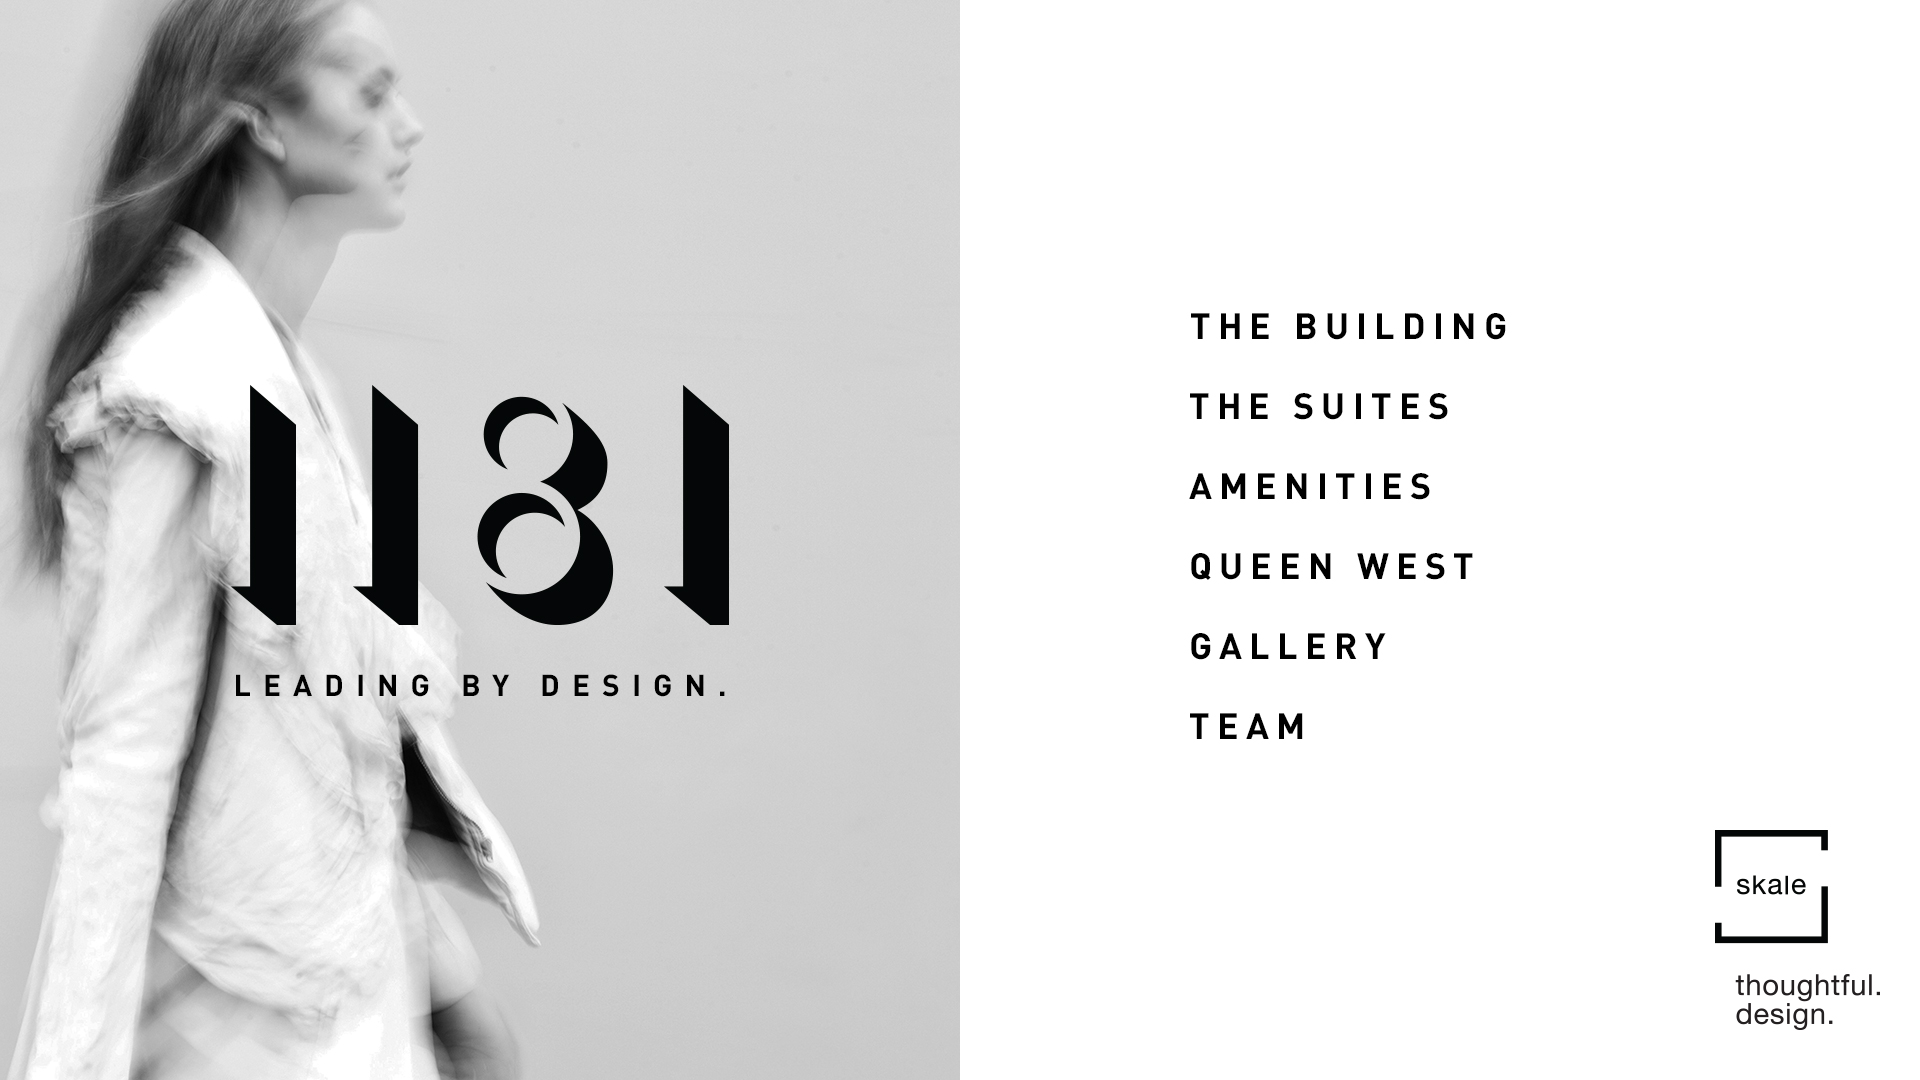 1181
LEADING BY DESIGN.
THE BUILDING
THE SUITES
AMENITIES
QUEEN WEST
GALLERY
TEAM
skale
thoughtful.
design.